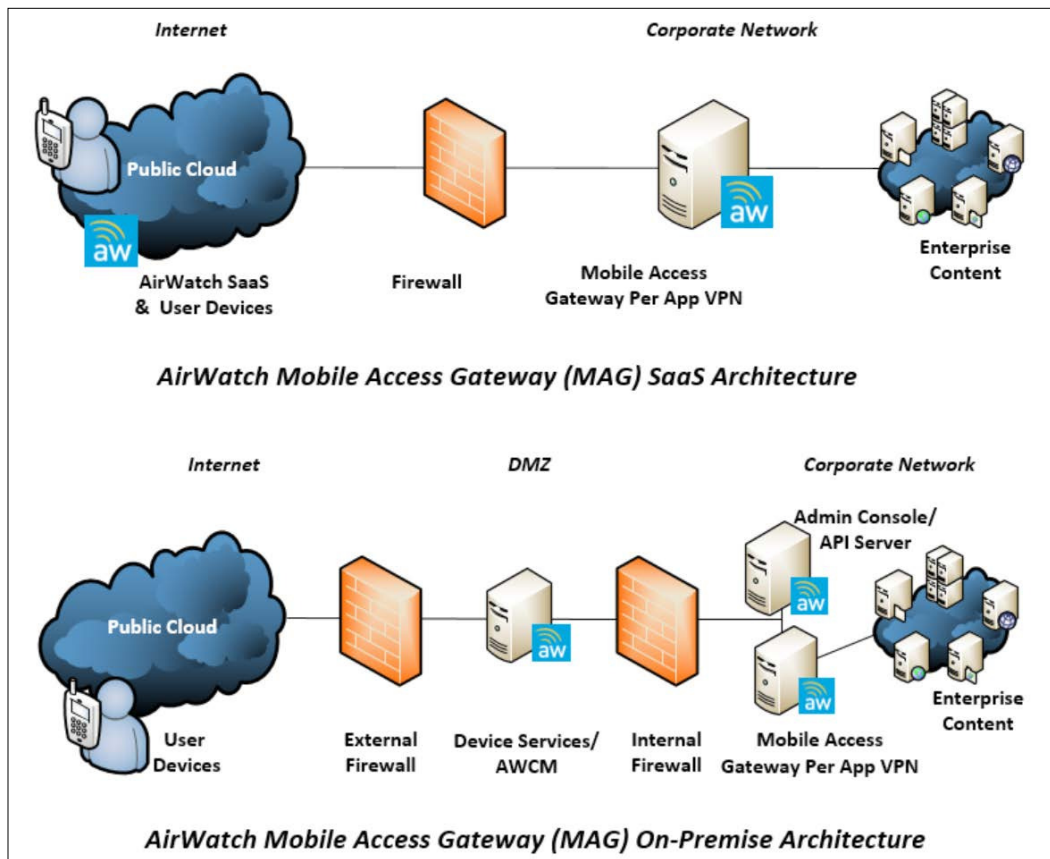 Internet
Corporate Network
Public Cloud
aw
aw
AirWatch SaaS
& User Devices
Firewall
Mobile Access
Gateway Per App VPN
Enterprise
Content
AirWatch Mobile Access Gateway (MAG) SaaS Architecture
Internet
DMZ
Corporate Network
Admin Console/
API Server
aw
Public Cloud
aw
aw
User
Devices
External
Firewall
Device Services/
AWCM
Internal
Firewall
Mobile Access
Gateway Per App VPN
Enterprise
Content
AirWatch Mobile Access Gateway (MAG) On-Premise Architecture